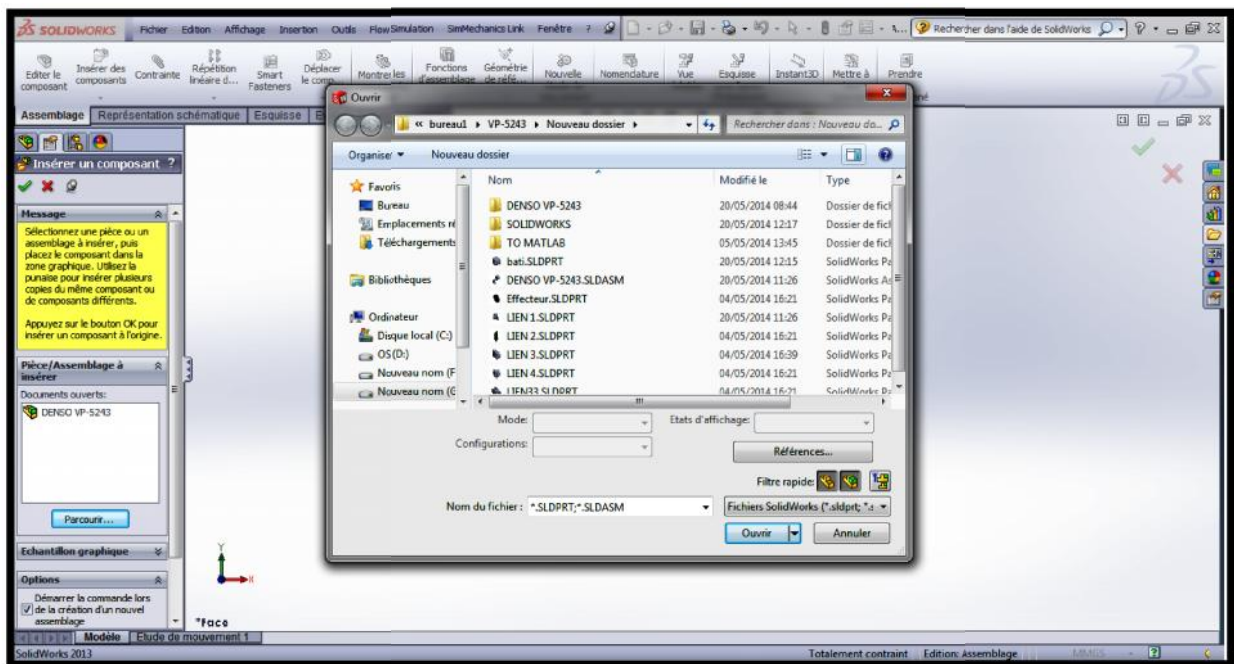 SOLIDWORKS Fichier Edition Affichage Insertion Outils FlowSimulation SimMechanics Link Fenêtre ? Rechercher dans l'aide de SolidWorks
Editer le composant
Insérer des composants
Contrainte
Répétition linéaire d...
Smart Fasteners
Déplacer le comp...
Montrer les
Fonctions d'assemblage
Géométrie de réfé...
Nouvelle
Nomenclature
Vue
Esquisse
Instant3D
Mettre à
Prendre
Assemblage Représentation schématique Esquisse
Insérer un composant ?
Message
Sélectionnez une pièce ou un
assemblage à insérer, puis
placez le composant dans la
zone graphique. Utilisez la
punaise pour insérer plusieurs
copies du même composant ou
de composants différents.
Appuyez sur le bouton OK pour
insérer un composant à l'origine.
Pièce/Assemblage à
insérer
Documents ouverts:
DENSO VP-5243
Parcourir...
Echantillon graphique
Options
Démarrer la commande lors
de la création d'un nouvel
assemblage
Ouvrir
« bureau1 ▸ VP-5243 ▸ Nouveau dossier ▸
Rechercher dans : Nouveau do...
Organiser Nouveau dossier
Favoris
Bureau
Emplacements ré
Téléchargements
Bibliothèques
Ordinateur
Disque local (C:)
OS (D:)
Nouveau nom (F
Nouveau nom (G
Nom Modifié le Type
DENSO VP-5243 20/05/2014 08:44 Dossier de fich
SOLIDWORKS 20/05/2014 12:17 Dossier de fich
TO MATLAB 05/05/2014 13:45 Dossier de fich
bati.SLDPRT 20/05/2014 12:15 SolidWorks Pa
DENSO VP-5243.SLDASM 20/05/2014 11:26 SolidWorks As
Effecteur.SLDPRT 04/05/2014 16:21 SolidWorks Pa
LIEN 1.SLDPRT 20/05/2014 11:26 SolidWorks Pa
LIEN 2.SLDPRT 04/05/2014 16:21 SolidWorks Pa
LIEN 3.SLDPRT 04/05/2014 16:39 SolidWorks Pa
LIEN 4.SLDPRT 04/05/2014 16:21 SolidWorks Pa
LIEN33.SLDPRT 04/05/2014 16:21 SolidWorks Pa
Mode:
Etats d'affichage:
Configurations:
Références...
Filtre rapide:
Nom du fichier : *.SLDPRT;*.SLDASM
Fichiers SolidWorks (*.sldprt; *.s
Ouvrir Annuler
Y
X
*Face
Modèle Etude de mouvement 1
SolidWorks 2013 Totalement contraint Edition: Assemblage MMGS